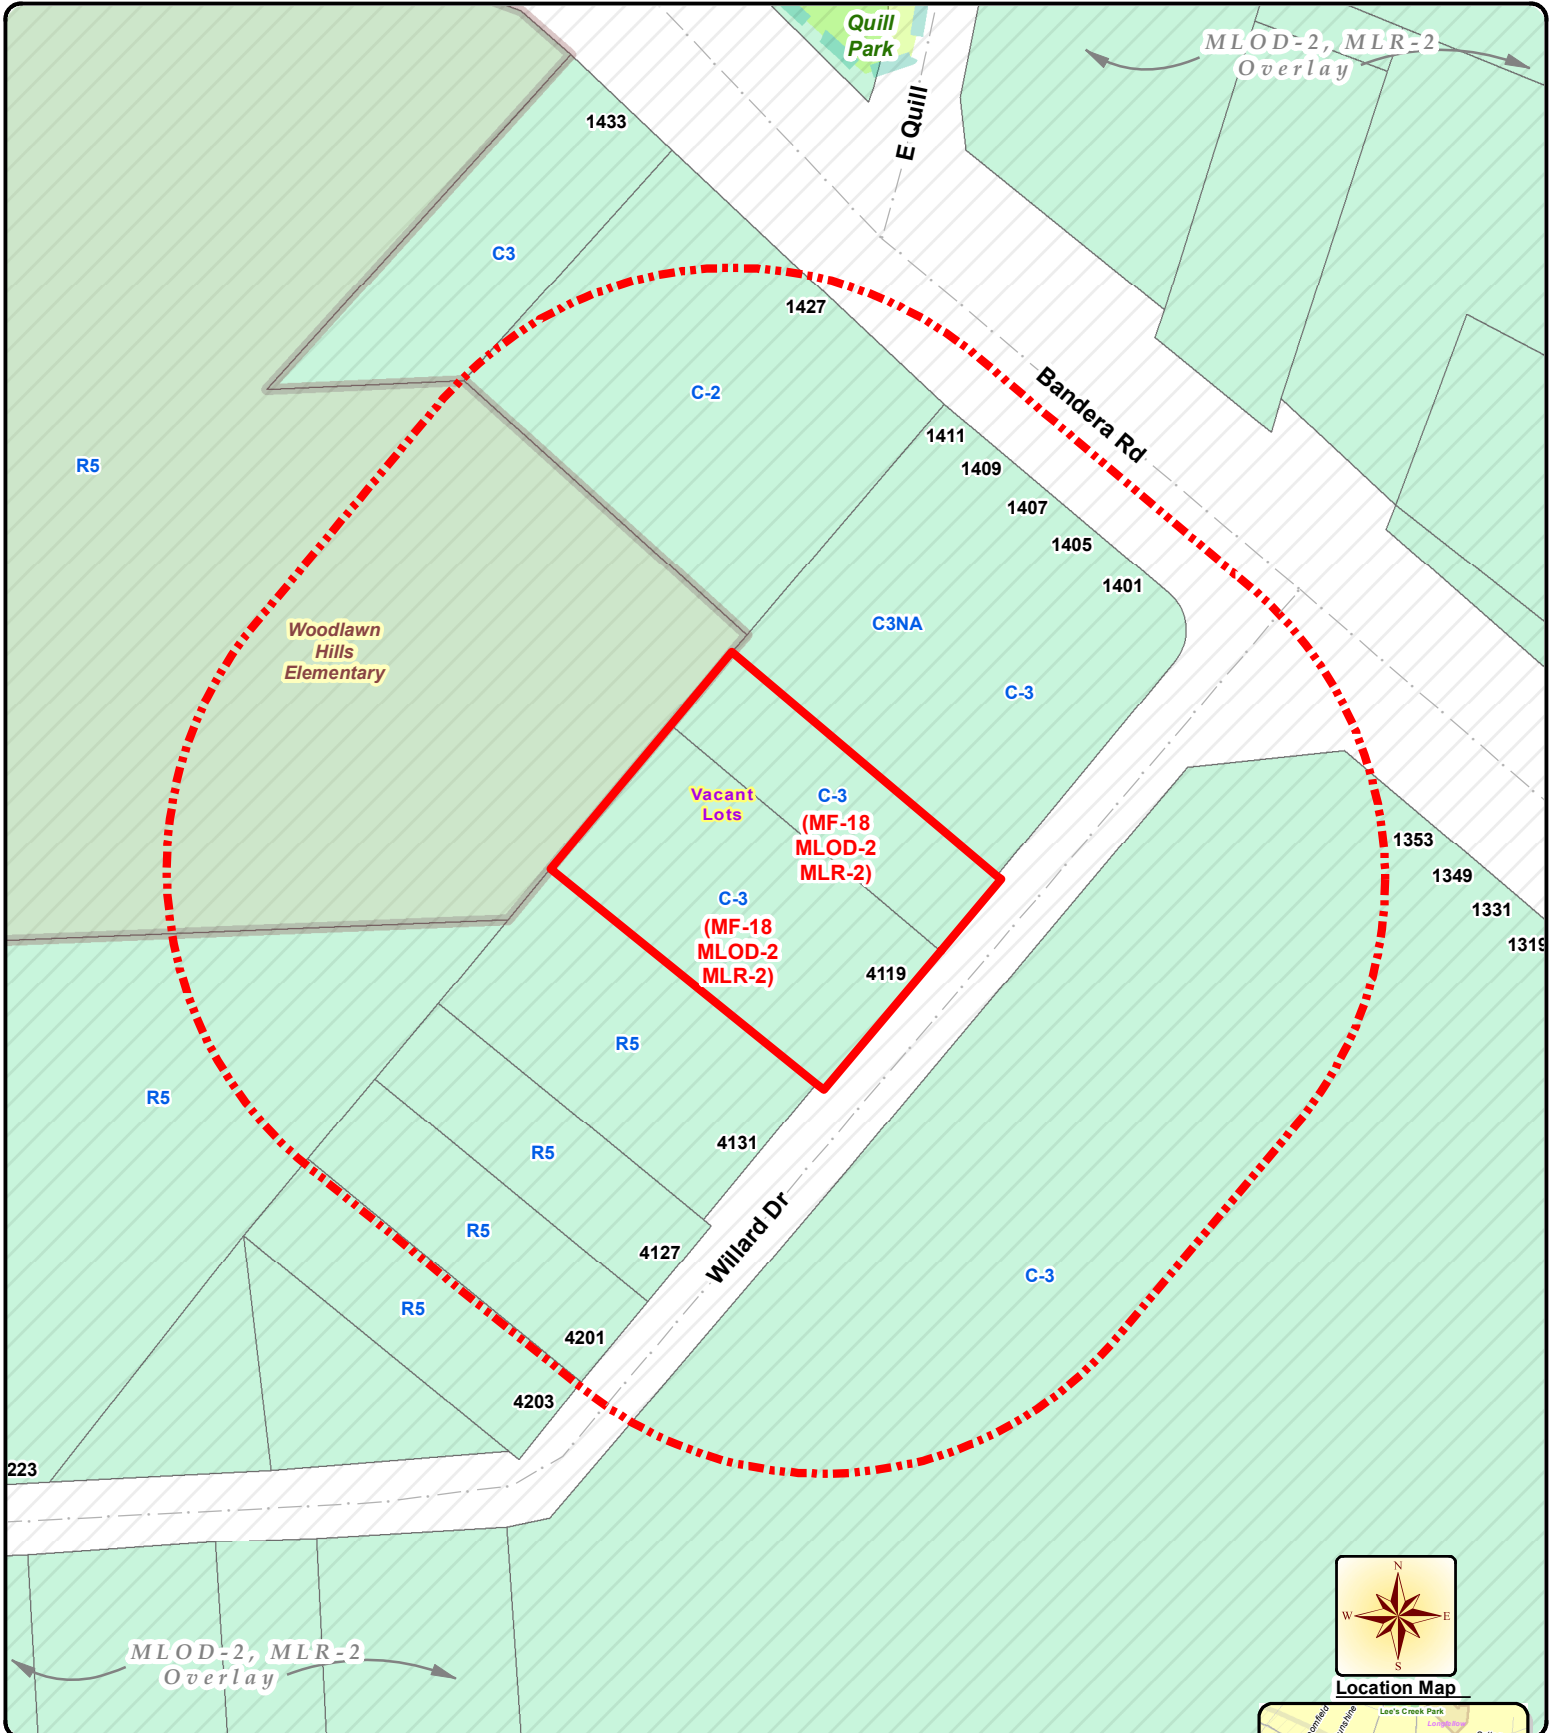 Quill
Park
MLOD-2, MLR-2
Overlay
E Quill
1433
C3
1427
Bandera Rd
C-2
1411
1409
R5
1407
1405
1401
C3NA
Woodlawn
Hills
Elementary
C-3
Vacant
Lots
C-3
(MF-18
MLOD-2
MLR-2)
1353
1349
1331
1319
C-3
(MF-18
MLOD-2
MLR-2)
4119
R5
R5
4131
R5
Willard Dr
R5
4127
C-3
R5
4201
4203
223
N
W
E
S
MLOD-2, MLR-2
Overlay
Location Map
Lee's Creek Park
Longfellow